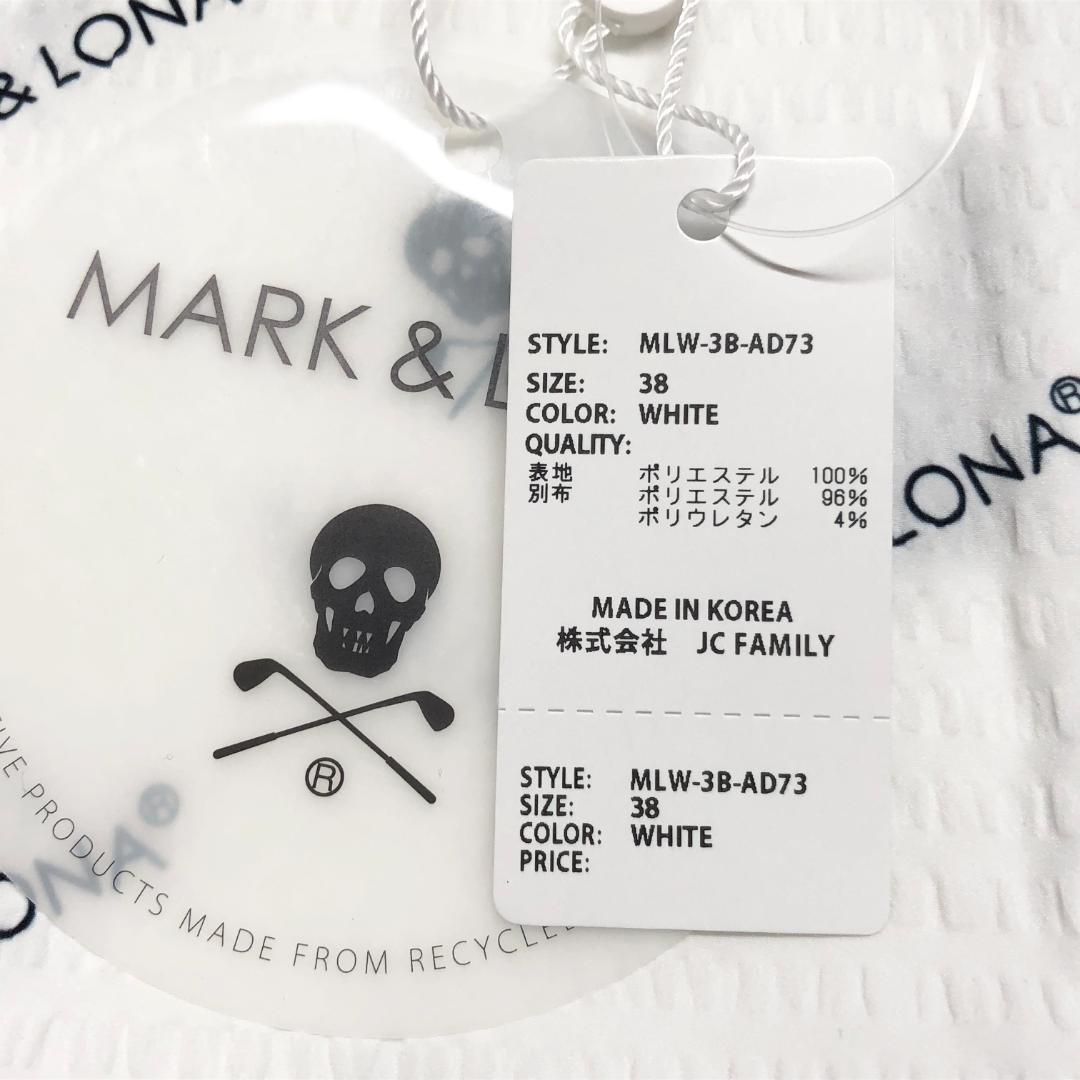 & LONA
MARK & L
®
IVE PRODUCTS MADE FROM RECYCLE
ONA®
LONA®
STYLE: MLW-3B-AD73
SIZE: 38
COLOR: WHITE
QUALITY:
表地 ポリエステル 100%
別布 ポリエステル 96%
ポリウレタン 4%
MADE IN KOREA
株式会社 JC FAMILY
STYLE: MLW-3B-AD73
SIZE: 38
COLOR: WHITE
PRICE: